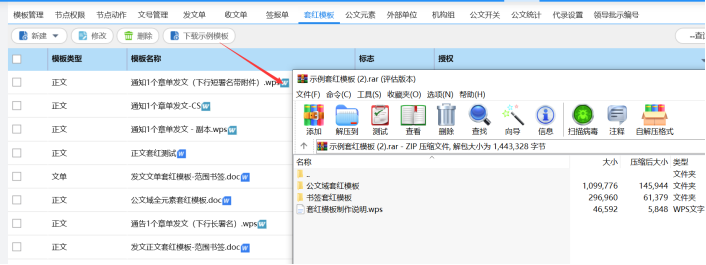 模板管理 节点权限 节点动作 文号管理 发文单 收文单 签报单 套红模板 公文元素 外部单位 机构组 公文开关 公文统计 代录设置 领导批示编号
新建 修改 删除 下载示例模板 --查
模板类型 模板名称 标志 授权
正文 通知1个章单发文（下行短署名带附件）.wps
正文 通知1个章单发文-CS
正文 通知1个章单发文 - 副本.wps
正文 正文套红测试
文单 发文文单套红模板-范围书签.doc
正文 公文域全元素套红模板.doc
正文 通告1个章单发文（下行长署名）.wps
正文 发文正文套红模板-范围书签.doc
示例套红模板 (2).rar (评估版本)
文件(F) 命令(C) 工具(S) 收藏夹(O) 选项(N) 帮助(H)
添加 解压到 测试 查看 删除 查找 向导 信息 扫描病毒 注释 自解压格式
示例套红模板 (2).rar - ZIP 压缩文件, 解包大小为 1,443,328 字节
名称 大小 压缩后大小 类型
.. 文件夹
公文域套红模板 1,099,776 145,944 文件夹
书签套红模板 296,960 61,379 文件夹
套红模板制作说明.wps 46,592 5,848 WPS文字